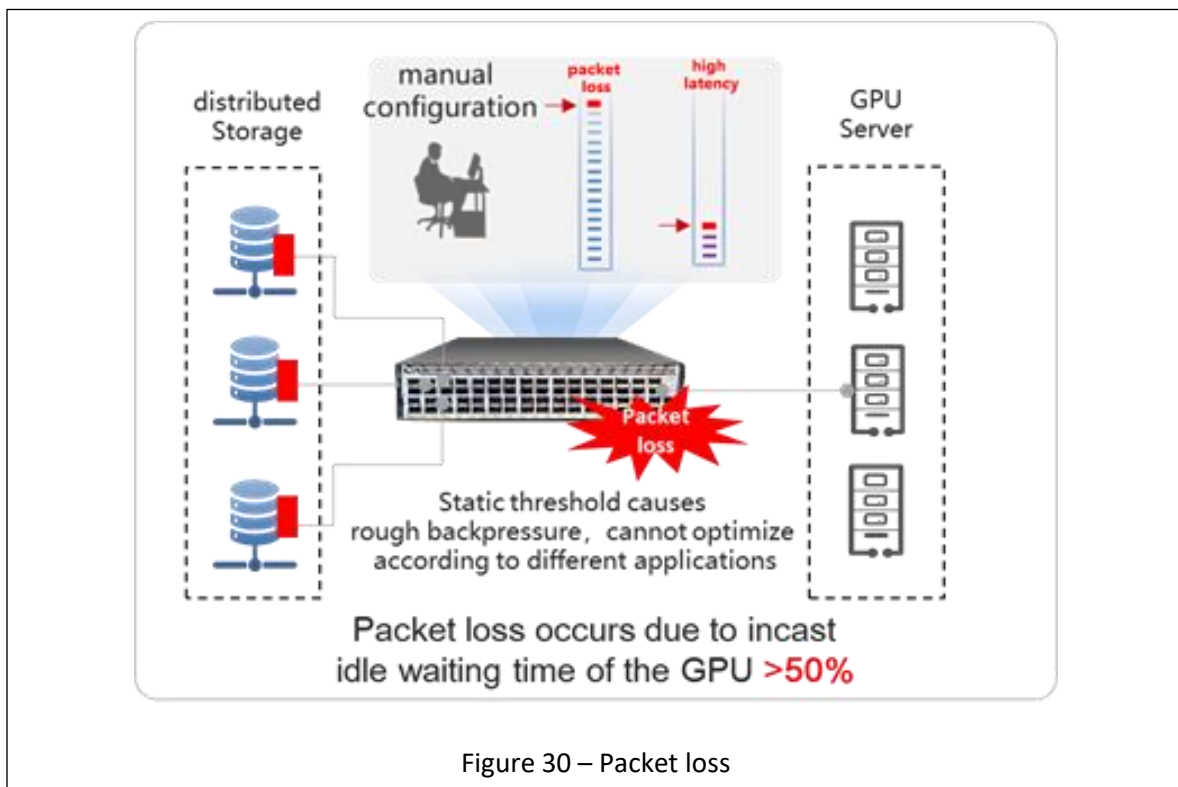 manual
configuration
packet
loss
high
latency
distributed
Storage
GPU
Server
Packet
loss
Static threshold causes
rough backpressure, cannot optimize
according to different applications
Packet loss occurs due to incast
idle waiting time of the GPU >50%
Figure 30 – Packet loss